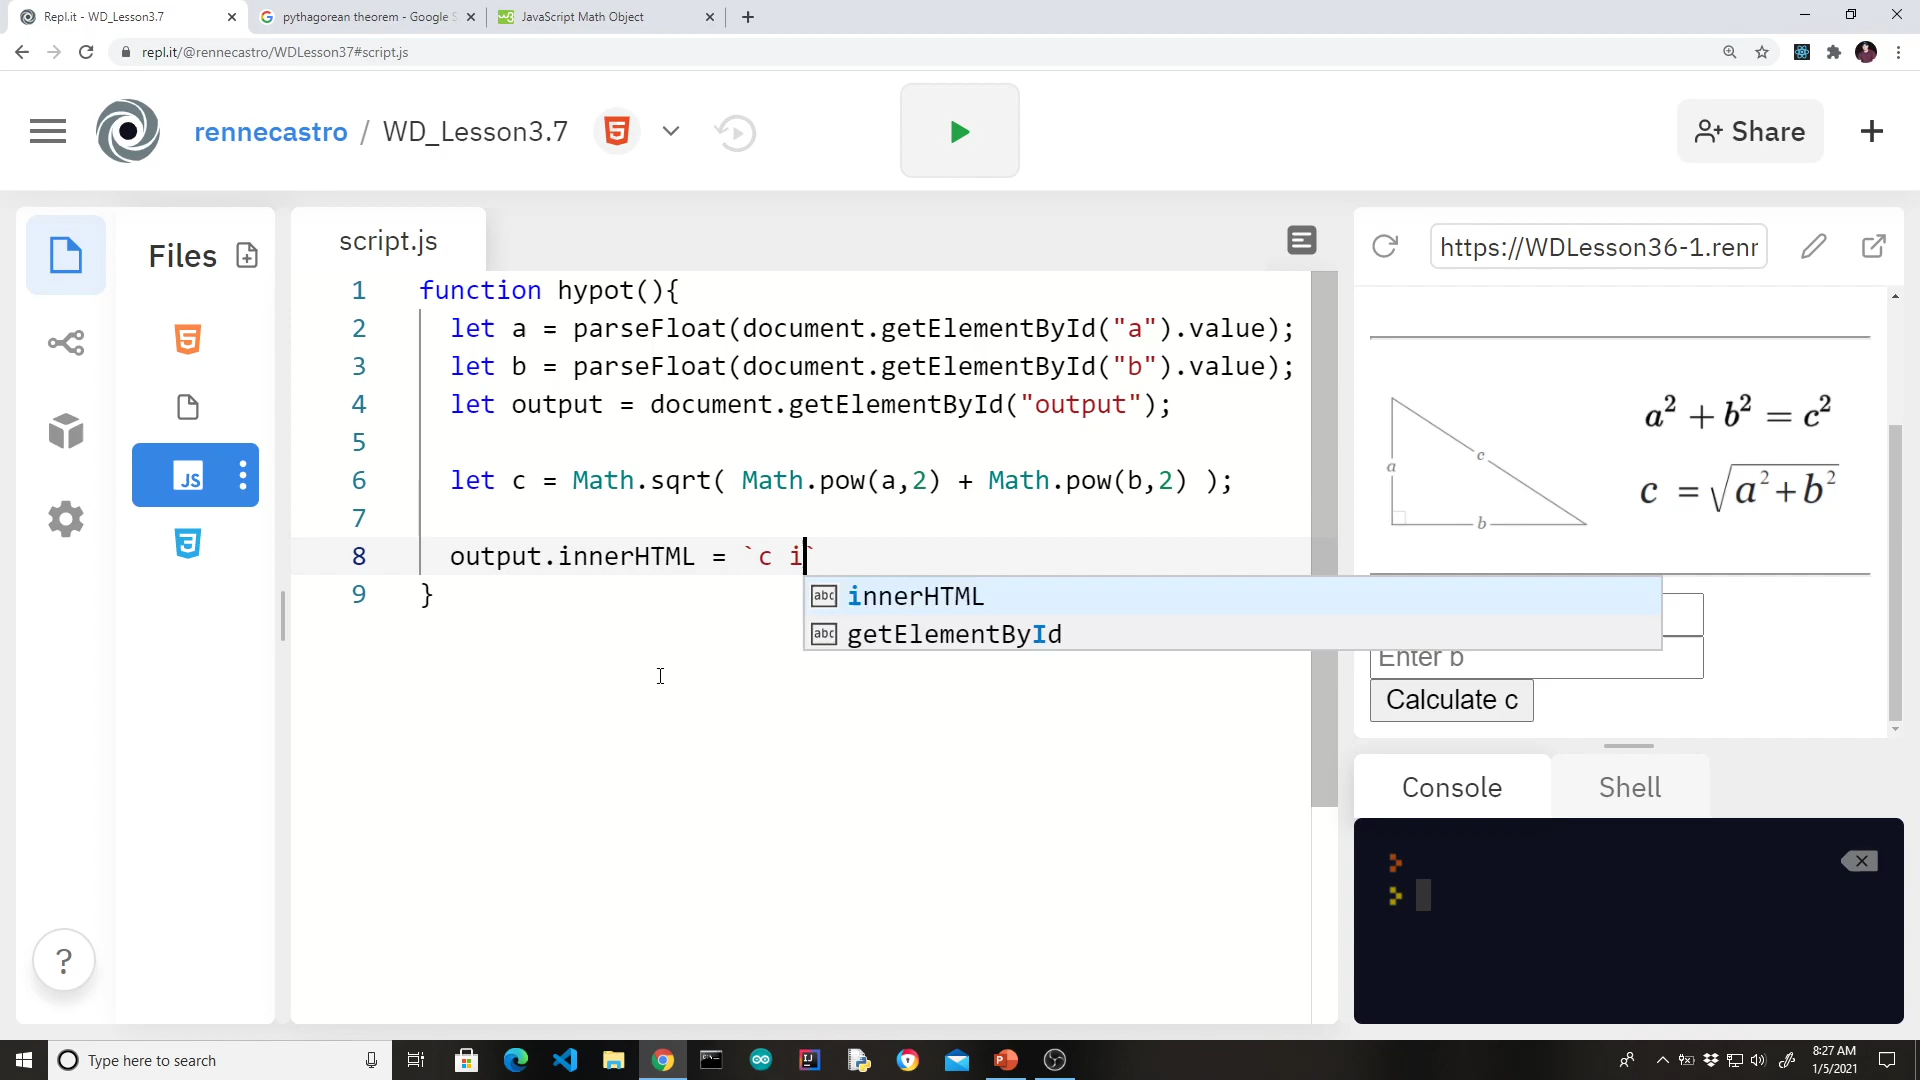 Repl.it - WD_Lesson3.7
pythagorean theorem - Google S
JavaScript Math Object
repl.it/@rennecastro/WDLesson37#script.js
rennecastro / WD_Lesson3.7
Share
Files
script.js
https://WDLesson36-1.renr
1 function hypot(){
2 let a = parseFloat(document.getElementById("a").value);
3 let b = parseFloat(document.getElementById("b").value);
4 let output = document.getElementById("output");
5
6 let c = Math.sqrt( Math.pow(a,2) + Math.pow(b,2) );
7
8 output.innerHTML = `c i`
9 }
abc innerHTML
abc getElementById
JS
a
c
b
a² + b² = c²
c = √a²+b²
Enter b
Calculate c
Console
Shell
?
Type here to search
8:27 AM
1/5/2021